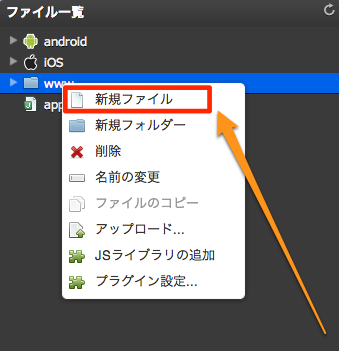 ファイル一覧
android
iOS
www
app
新規ファイル
新規フォルダー
削除
名前の変更
ファイルのコピー
アップロード...
JSライブラリの追加
プラグイン設定...